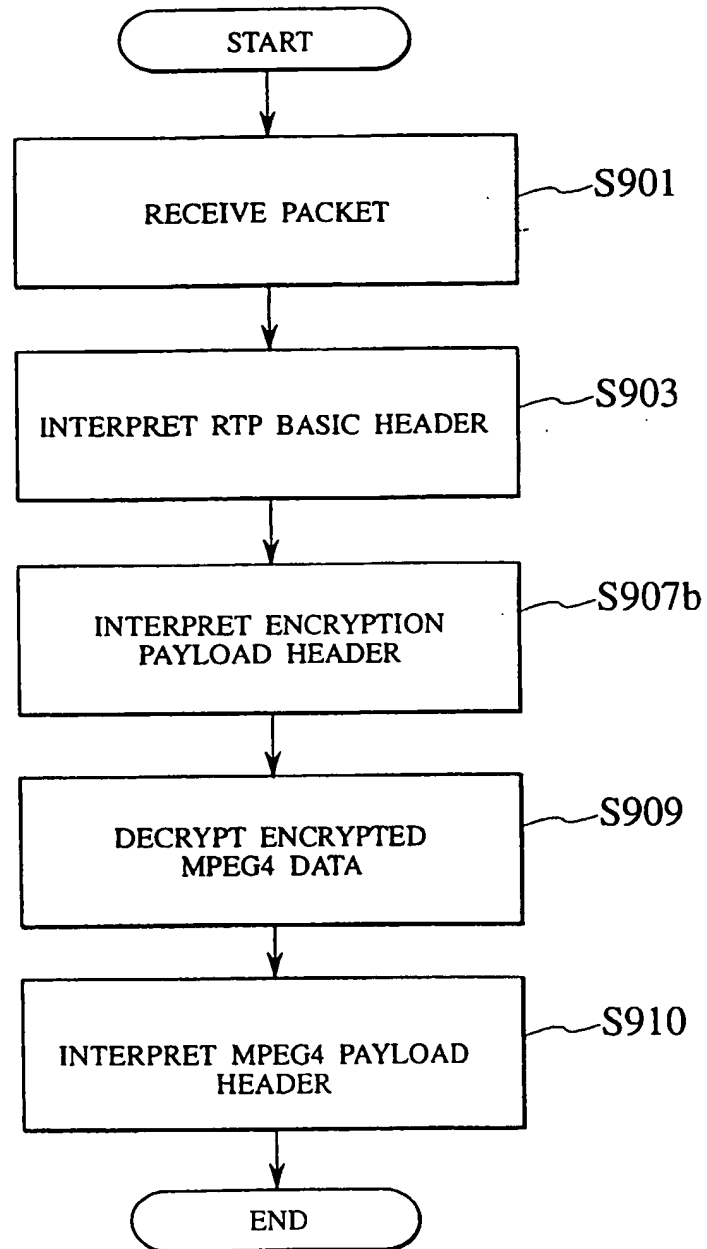 START
RECEIVE PACKET
S901
INTERPRET RTP BASIC HEADER
S903
INTERPRET ENCRYPTION
PAYLOAD HEADER
S907b
DECRYPT ENCRYPTED
MPEG4 DATA
S909
INTERPRET MPEG4 PAYLOAD
HEADER
S910
END